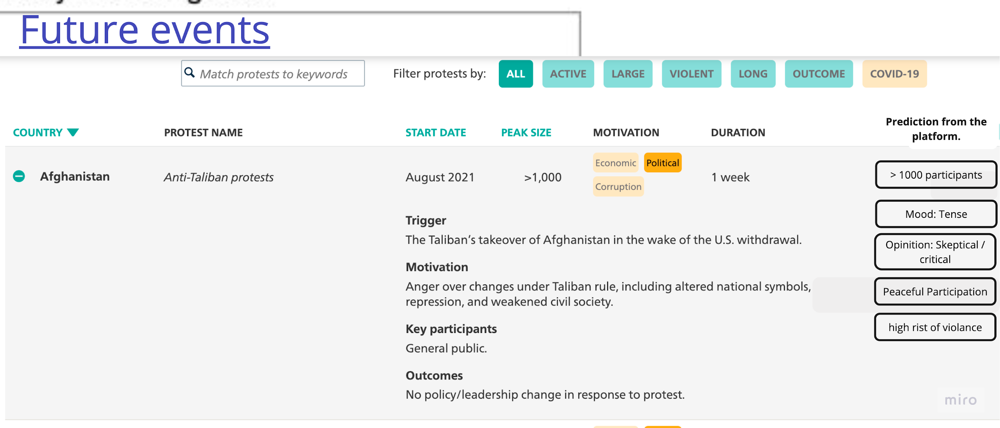 Future events
Match protests to keywords
Filter protests by: ALL ACTIVE LARGE VIOLENT LONG OUTCOME COVID-19
COUNTRY PROTEST NAME START DATE PEAK SIZE MOTIVATION DURATION Prediction from the
platform.
Afghanistan Anti-Taliban protests August 2021 >1,000 Economic Political 1 week > 1000 participants
Corruption
Mood: Tense
Trigger
The Taliban’s takeover of Afghanistan in the wake of the U.S. withdrawal.
Opinition: Skeptical /
critical
Motivation
Anger over changes under Taliban rule, including altered national symbols,
repression, and weakened civil society.
Peaceful Participation
Key participants
General public.
high rist of violance
Outcomes
No policy/leadership change in response to protest.
miro